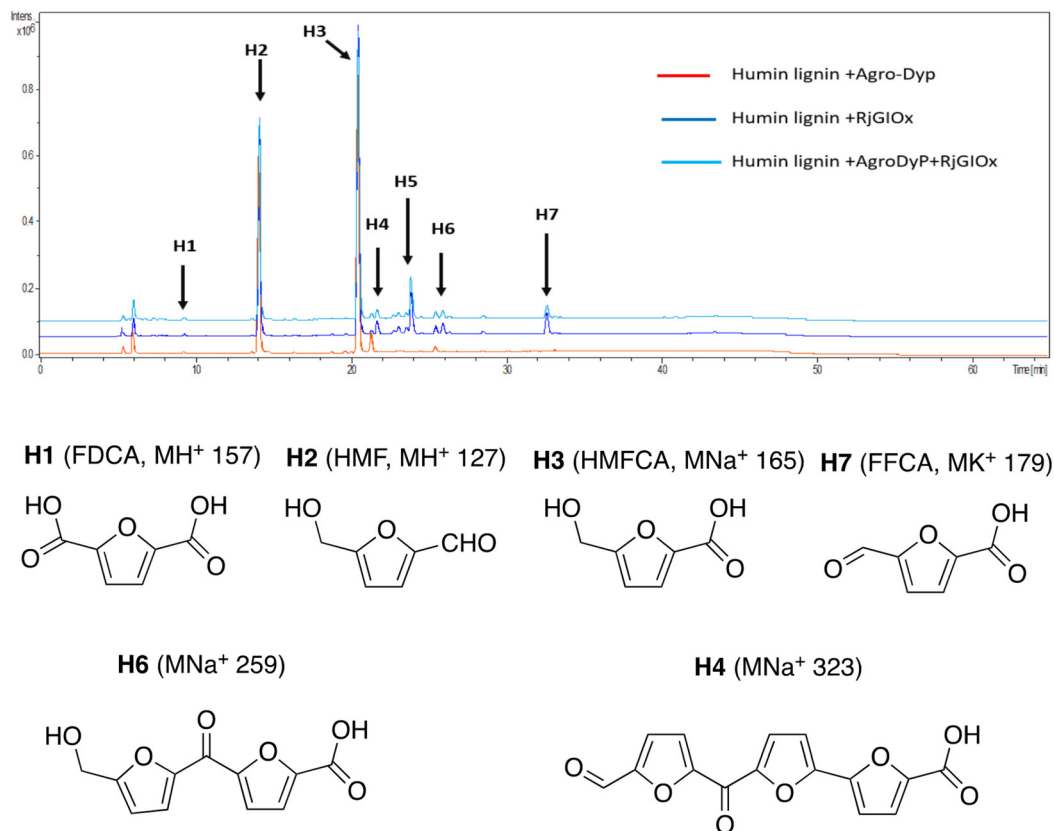 Intens.
x10⁶
0.8
0.6
0.4
0.2
0.0
0
10
20
30
40
50
60
Time [min]
H1
H2
H3
H4
H5
H6
H7
Humin lignin +Agro-Dyp
Humin lignin +RjGlOx
Humin lignin +AgroDyP+RjGlOx
H1 (FDCA, MH⁺ 157)
H2 (HMF, MH⁺ 127)
H3 (HMFCA, MNa⁺ 165)
H7 (FFCA, MK⁺ 179)
HO
O
OH
O
O
HO
O
CHO
HO
O
OH
O
O
O
OH
O
H6 (MNa⁺ 259)
H4 (MNa⁺ 323)
HO
O
O
O
OH
O
O
O
O
O
O
OH
O